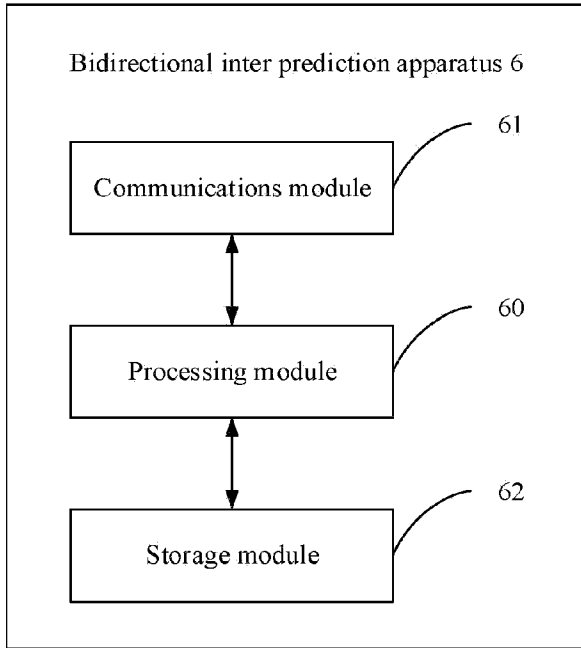 Bidirectional inter prediction apparatus 6
61
Communications module
60
Processing module
62
Storage module